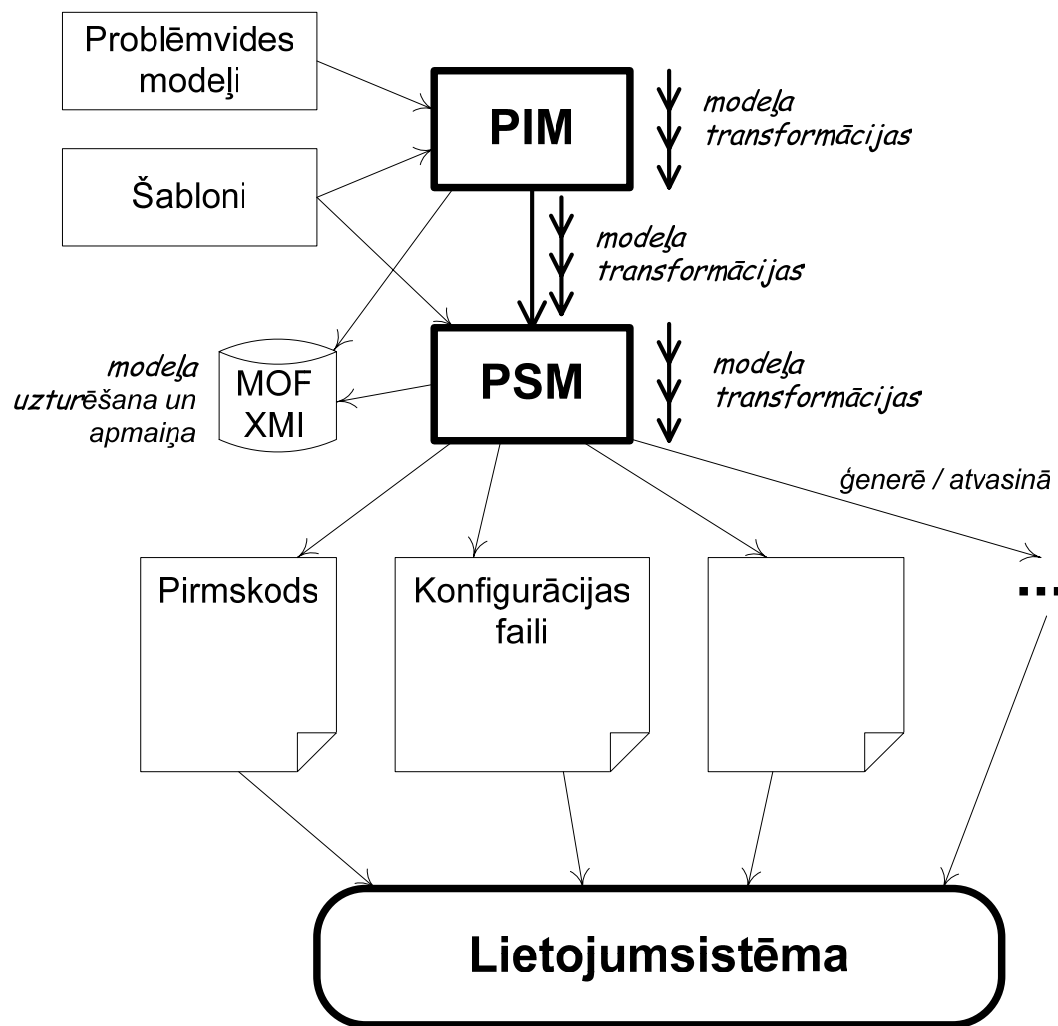 Problēmvides
modeļi
PIM
modeļa
transformācijas
Šabloni
modeļa
transformācijas
modeļa
uzturēšana un
apmaiņa
MOF
XMI
PSM
modeļa
transformācijas
ģenerē / atvasinā
Pirmskods
Konfigurācijas
faili
...
Lietojumsistēma